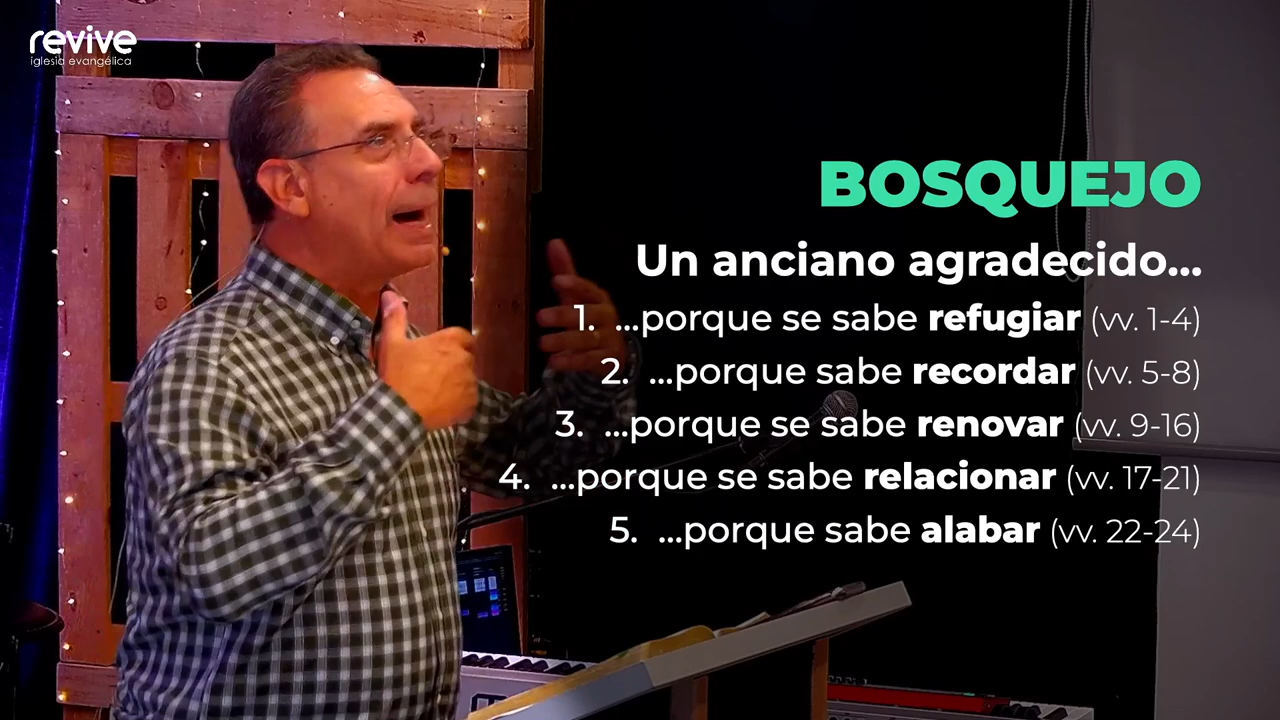 revive
iglesia evangélica
BOSQUEJO
Un anciano agradecido...
1. ...porque se sabe refugiar (vv. 1-4)
2. ...porque sabe recordar (vv. 5-8)
3. ...porque se sabe renovar (vv. 9-16)
4. ...porque se sabe relacionar (vv. 17-21)
5. ...porque sabe alabar (vv. 22-24)